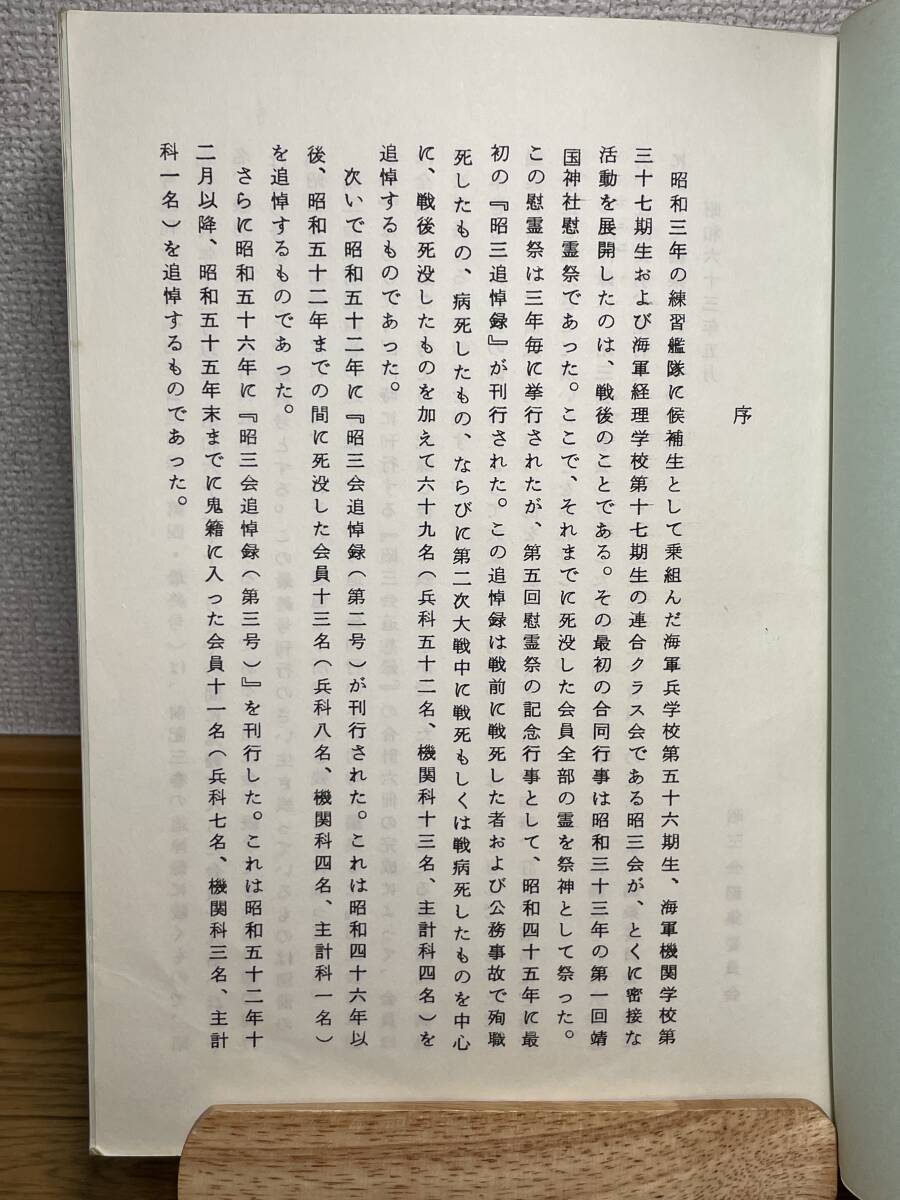 序
昭和三年の練習艦隊に候補生として乗組んだ海軍兵学校第五十六期生、海軍機関学校第
三十七期生および海軍経理学校第十七期生の連合クラス会である昭三会が、とくに密接な
活動を展開したのは、戦後のことである。その最初の合同行事は昭和三十三年の第一回靖
国神社慰霊祭であった。ここで、それまでに死没した会員全部の霊を祭神として祭った。
この慰霊祭は三年毎に挙行されたが、第五回慰霊祭の記念行事として、昭和四十五年に最
初の『昭三追悼録』が刊行された。この追悼録は戦前に戦死した者および公務事故で殉職
死したもの、病死したもの、ならびに第二次大戦中に戦死もしくは戦病死したものを中心
に、戦後死没したものを加えて六十九名(兵科五十二名、機関科十三名、主計科四名)を
追悼するものであった。
次いで昭和五十二年に『昭三会追悼録(第二号)が刊行された。これは昭和四十六年以
後、昭和五十二年までの間に死没した会員十三名(兵科八名、機関科四名、主計科一名)
を追悼するものであった。
さらに昭和五十六年に『昭三会追悼録(第三号)』を刊行した。これは昭和五十二年十
二月以降、昭和五十五年末までに鬼籍に入った会員十一名(兵科七名、機関科三名、主計
科一名)を追悼するものであった。